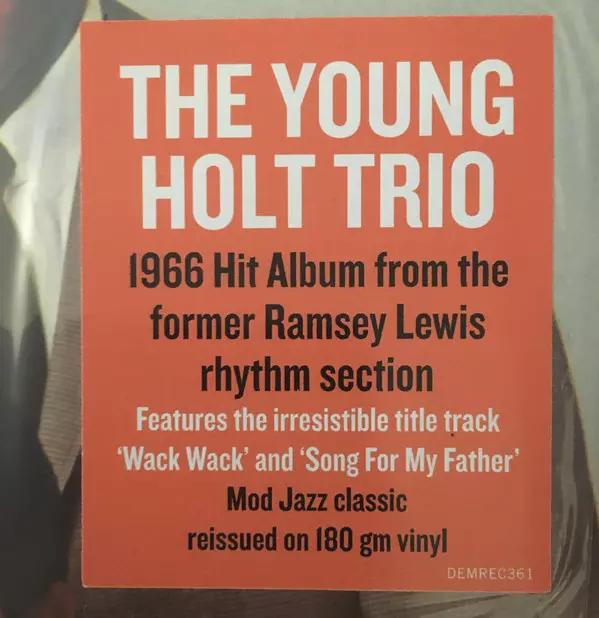 THE YOUNG
HOLT TRIO
1966 Hit Album from the
former Ramsey Lewis
rhythm section
Features the irresistible title track
‘Wack Wack’ and ‘Song For My Father’
Mod Jazz classic
reissued on 180 gm vinyl
DEMREC361